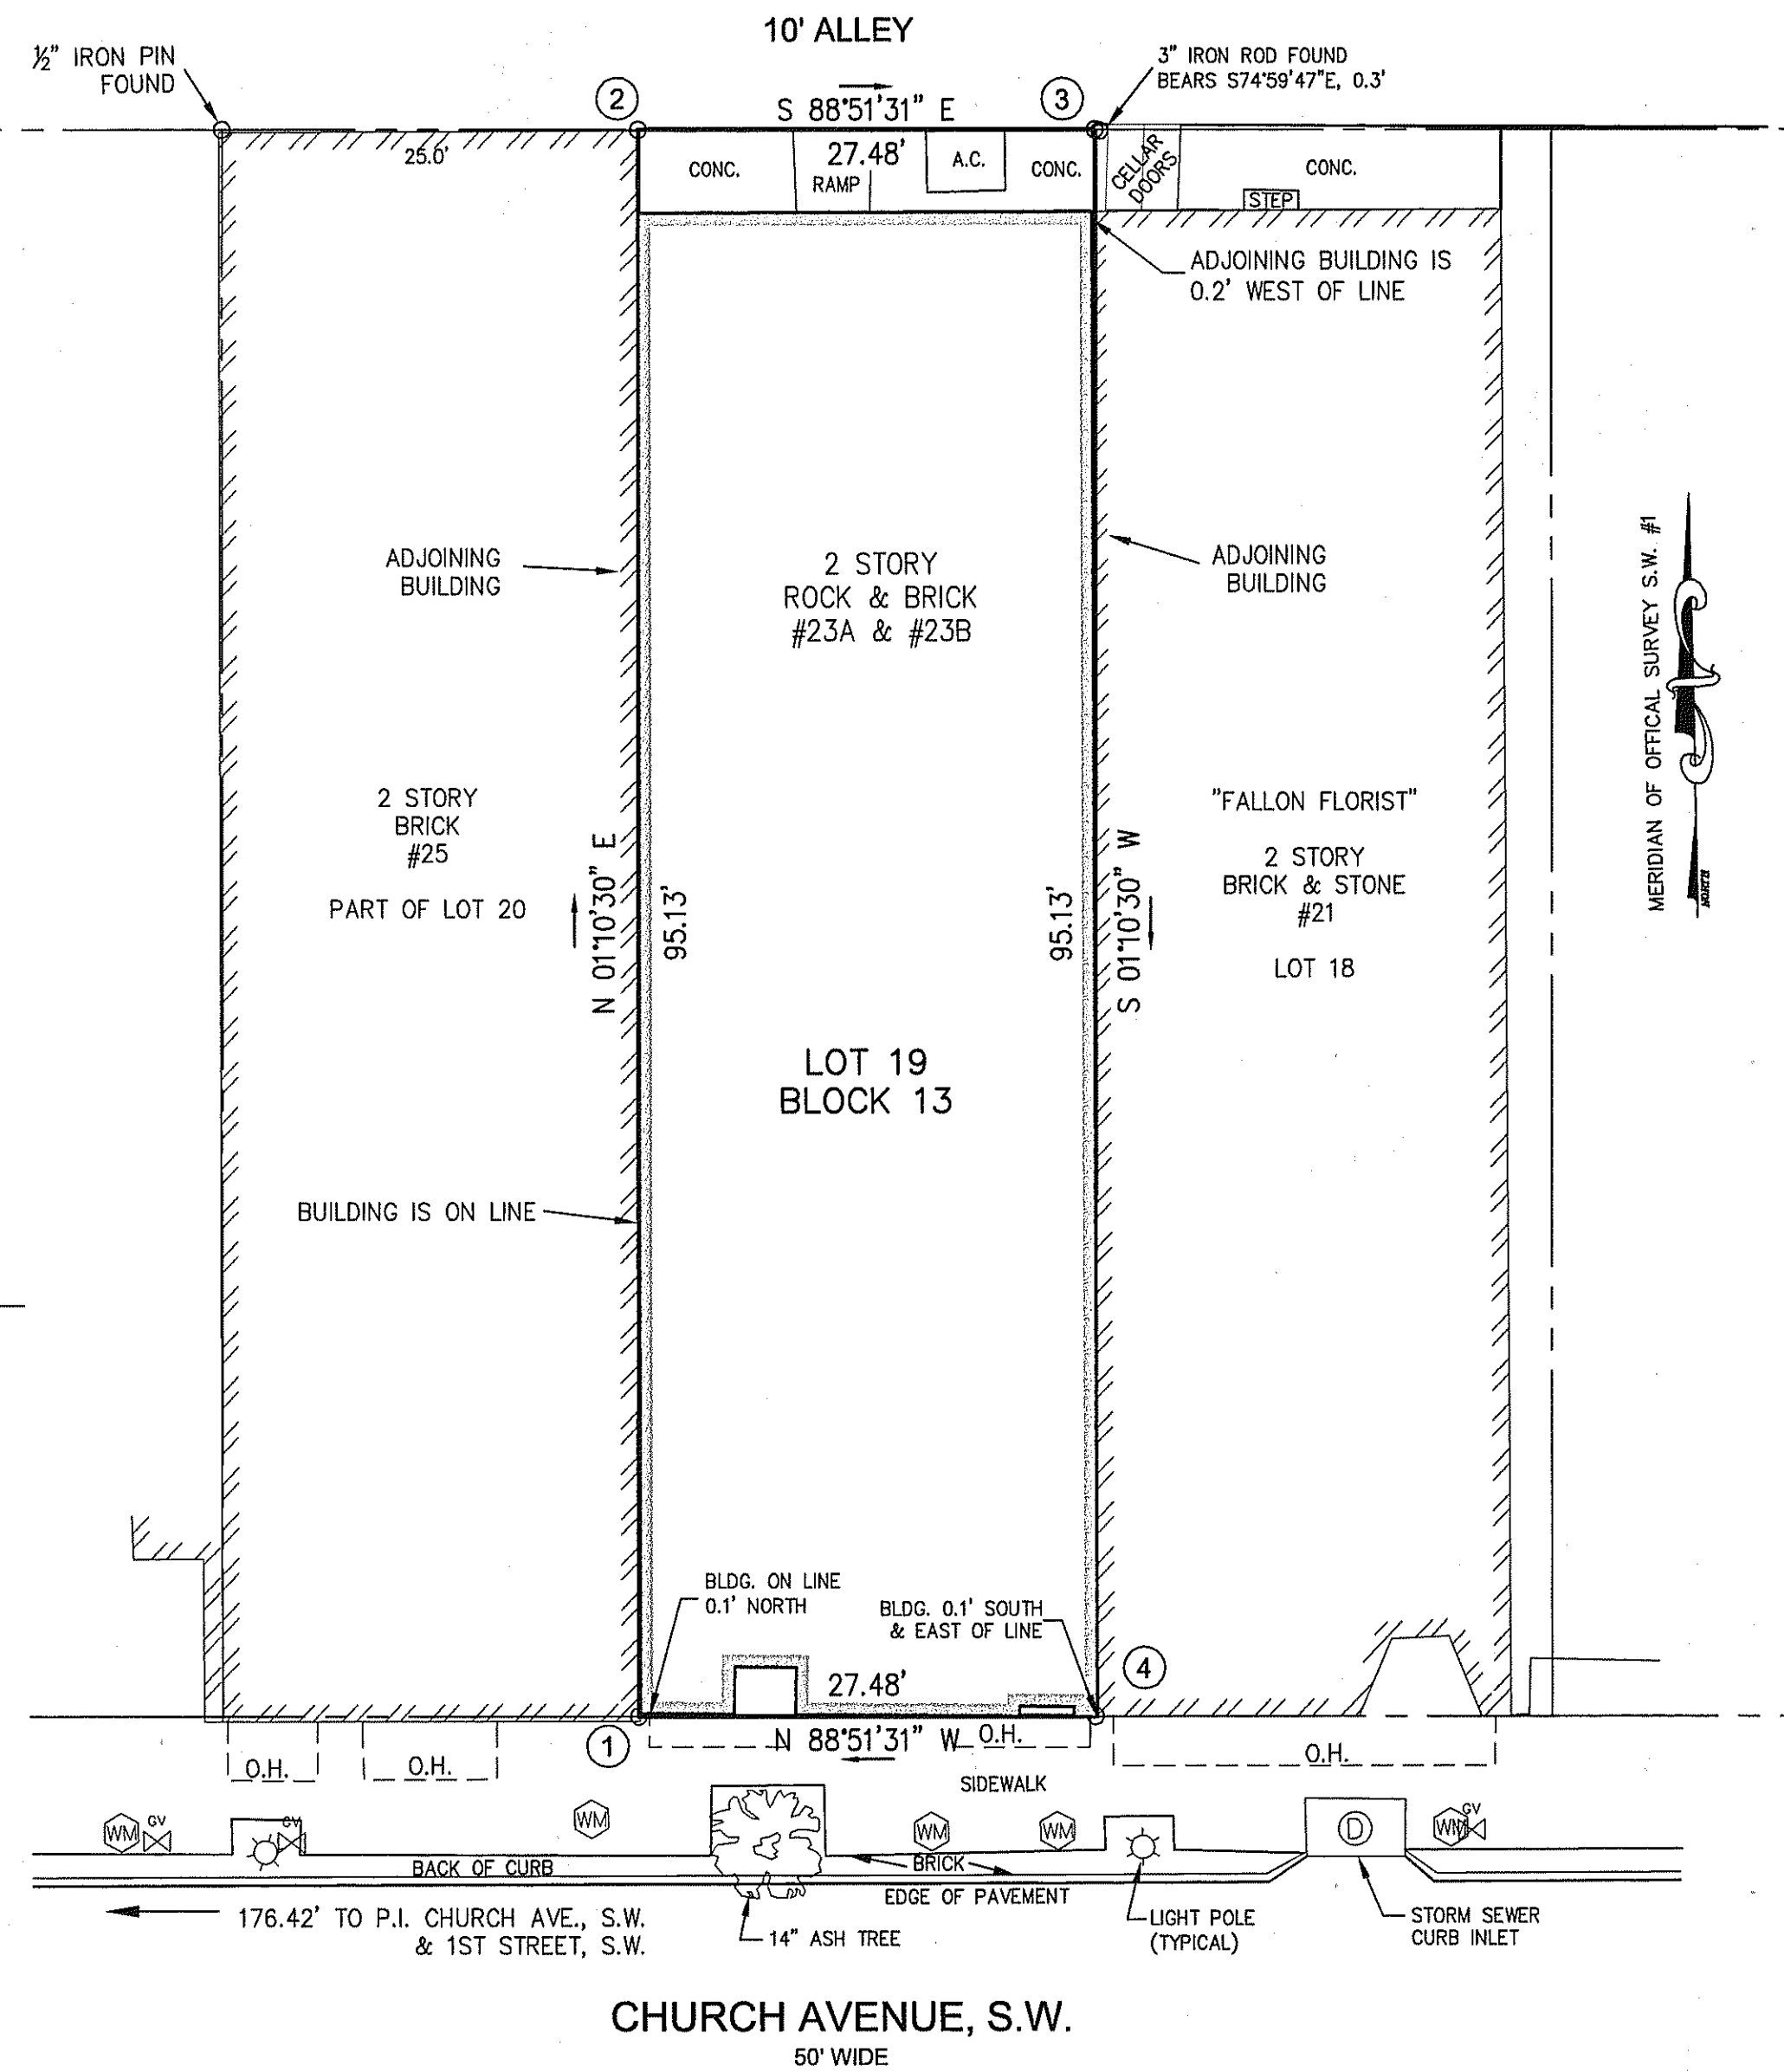 10' ALLEY
½" IRON PIN
FOUND
3" IRON ROD FOUND
BEARS S74°59'47"E, 0.3'
2
3
S 88°51'31" E
25.0'
27.48'
CONC.
RAMP
A.C.
CONC.
CELLAR
DOORS
CONC.
STEP
ADJOINING BUILDING IS
0.2' WEST OF LINE
ADJOINING
BUILDING
2 STORY
ROCK & BRICK
#23A & #23B
ADJOINING
BUILDING
MERIDIAN OF OFFICAL SURVEY S.W. #1
NORTH
2 STORY
BRICK
#25
PART OF LOT 20
N 01°10'30" E
95.13'
95.13'
S 01°10'30" W
"FALLON FLORIST"
2 STORY
BRICK & STONE
#21
LOT 18
LOT 19
BLOCK 13
BUILDING IS ON LINE
BLDG. ON LINE
0.1' NORTH
BLDG. 0.1' SOUTH
& EAST OF LINE
4
27.48'
1
N 88°51'31" W
O.H.
O.H.
O.H.
O.H.
SIDEWALK
WM
GV
GV
WM
WM
WM
D
WM
GV
BACK OF CURB
BRICK
EDGE OF PAVEMENT
176.42' TO P.I. CHURCH AVE., S.W.
& 1ST STREET, S.W.
14" ASH TREE
LIGHT POLE
(TYPICAL)
STORM SEWER
CURB INLET
CHURCH AVENUE, S.W.
50' WIDE